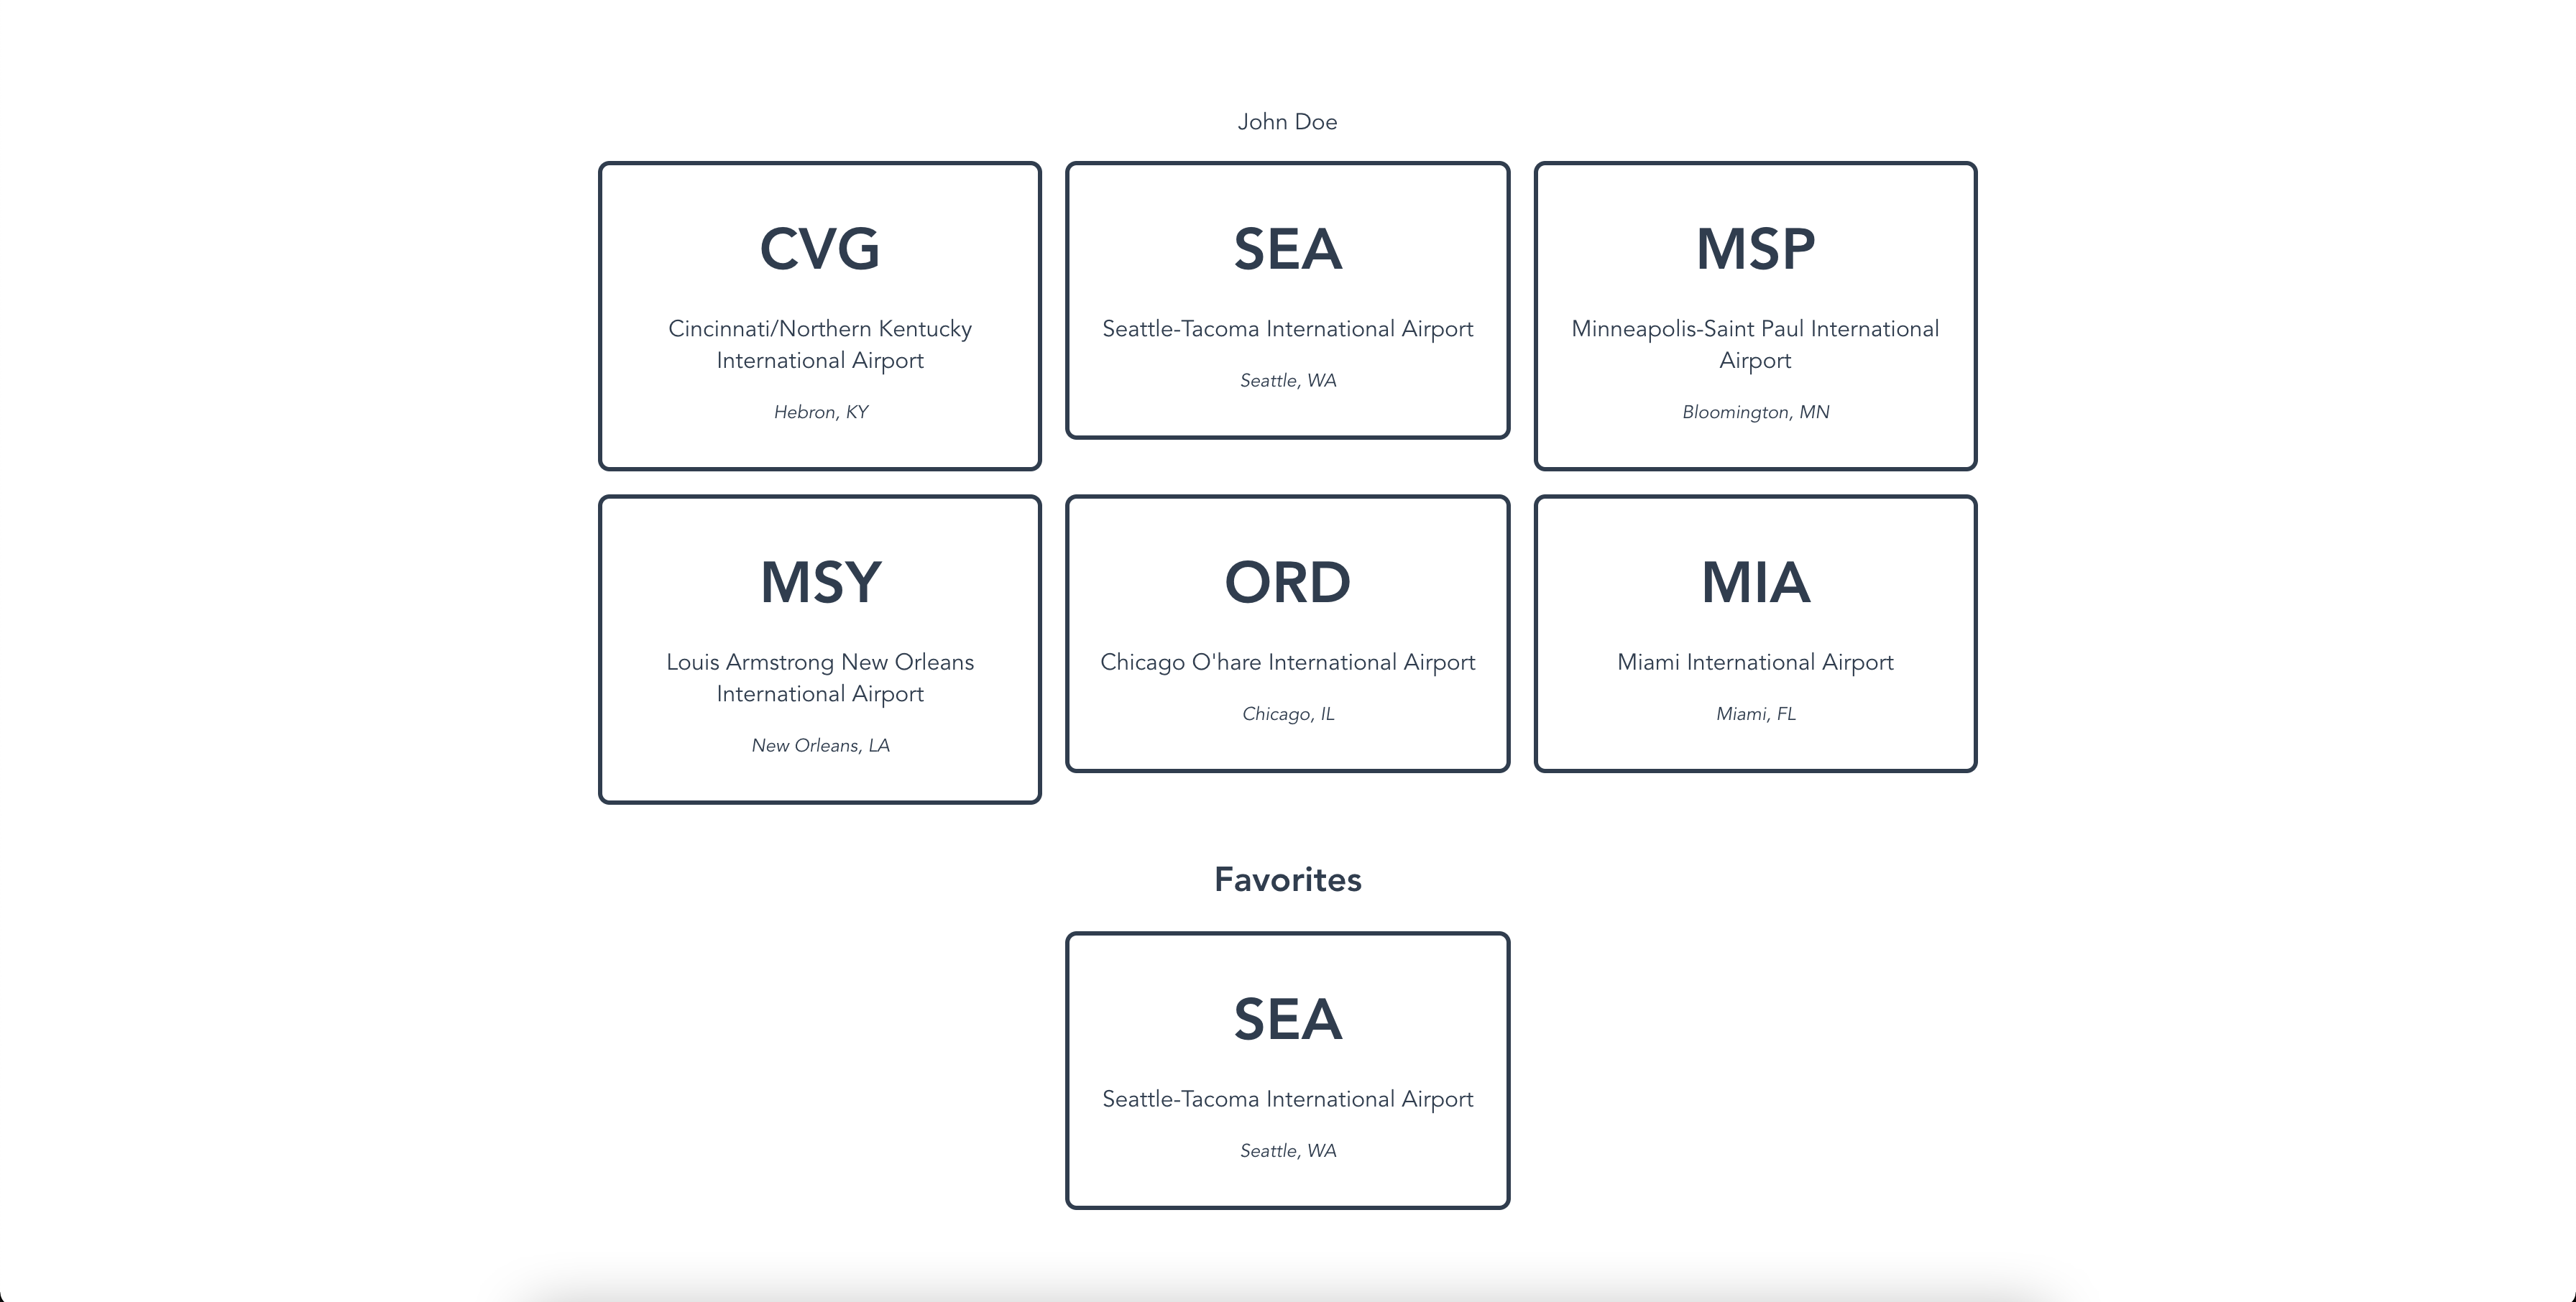 John Doe
CVG
Cincinnati/Northern Kentucky
International Airport
Hebron, KY
SEA
Seattle-Tacoma International Airport
Seattle, WA
MSP
Minneapolis-Saint Paul International
Airport
Bloomington, MN
MSY
Louis Armstrong New Orleans
International Airport
New Orleans, LA
ORD
Chicago O'hare International Airport
Chicago, IL
MIA
Miami International Airport
Miami, FL
Favorites
SEA
Seattle-Tacoma International Airport
Seattle, WA